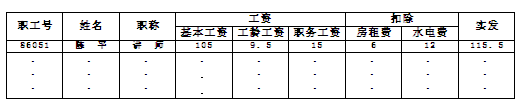 职工号 姓名 职称 工资 扣除 实发
基本工资 工龄工资 职务工资 房租费 水电费
86051 陈 平 讲 师 105 9.5 15 6 12 115.5
. . . . . . . . .
. . . . . . . . .
. . . . . . . . .